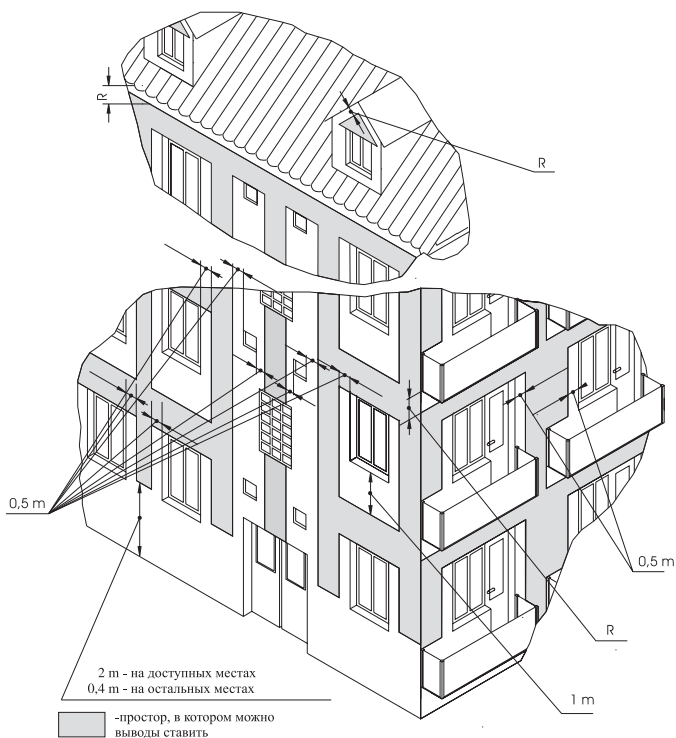 R
R
0,5 m
0,5 m
R
1 m
2 m - на доступных местах
0,4 m - на остальных местах
-простор, в котором можно
выводы ставить